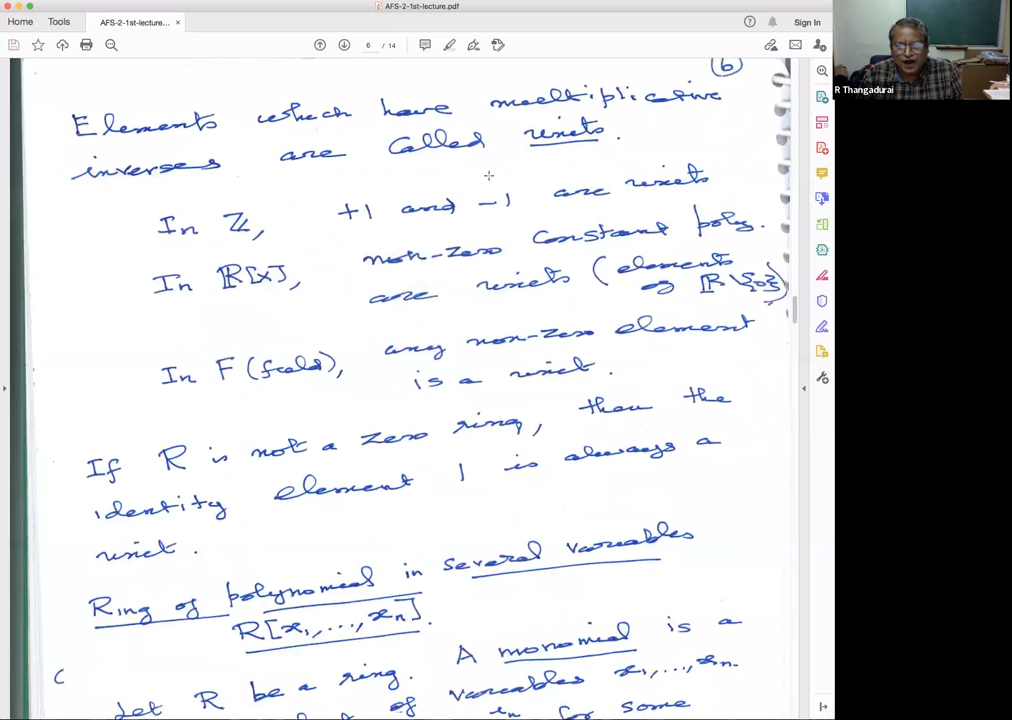 AFS-2-1st-lecture.pdf
Home Tools AFS-2-1st-lecture... × Sign In
6 / 14
R Thangadurai
6
Elements which have multiplicative
inverses are called units.
In ℤ, +1 and -1 are units
In ℝ[x], non-zero constant poly.
are units (elements of ℝ\{0})
In F (field), any non-zero element
is a unit.
If R is not a zero ring, then the
identity element 1 is always a
unit.
Ring of polynomial in several variables
R[x₁, ..., xₙ].
Let R be a ring. A monomial is a
of variables x₁, ..., xₙ.
for some